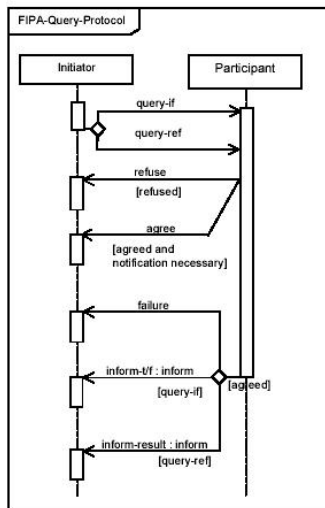 FIPA-Query-Protocol
Initiator
Participant
query-if
query-ref
refuse
[refused]
agree
[agreed and
notification necessary]
failure
inform-t/f : inform
[query-if]
[agreed]
inform-result : inform
[query-ref]